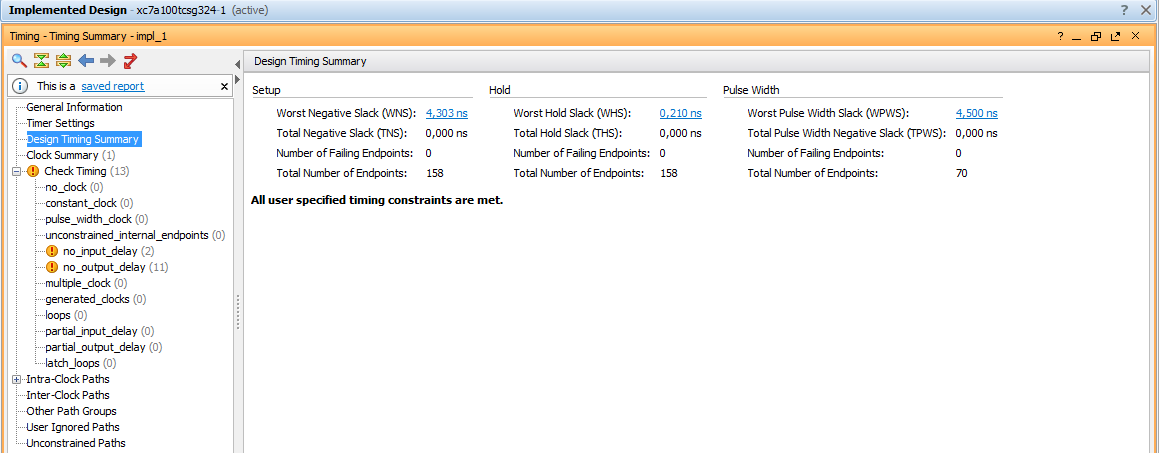 Implemented Design - xc7a100tcsg324-1 (active)
Timing - Timing Summary - impl_1
This is a saved report
General Information
Timer Settings
Design Timing Summary
Clock Summary (1)
Check Timing (13)
no_clock (0)
constant_clock (0)
pulse_width_clock (0)
unconstrained_internal_endpoints (0)
no_input_delay (2)
no_output_delay (11)
multiple_clock (0)
generated_clocks (0)
loops (0)
partial_input_delay (0)
partial_output_delay (0)
latch_loops (0)
Intra-Clock Paths
Inter-Clock Paths
Other Path Groups
User Ignored Paths
Unconstrained Paths
Design Timing Summary
Setup Hold Pulse Width
Worst Negative Slack (WNS): 4,303 ns Worst Hold Slack (WHS): 0,210 ns Worst Pulse Width Slack (WPWS): 4,500 ns
Total Negative Slack (TNS): 0,000 ns Total Hold Slack (THS): 0,000 ns Total Pulse Width Negative Slack (TPWS): 0,000 ns
Number of Failing Endpoints: 0 Number of Failing Endpoints: 0 Number of Failing Endpoints: 0
Total Number of Endpoints: 158 Total Number of Endpoints: 158 Total Number of Endpoints: 70
All user specified timing constraints are met.